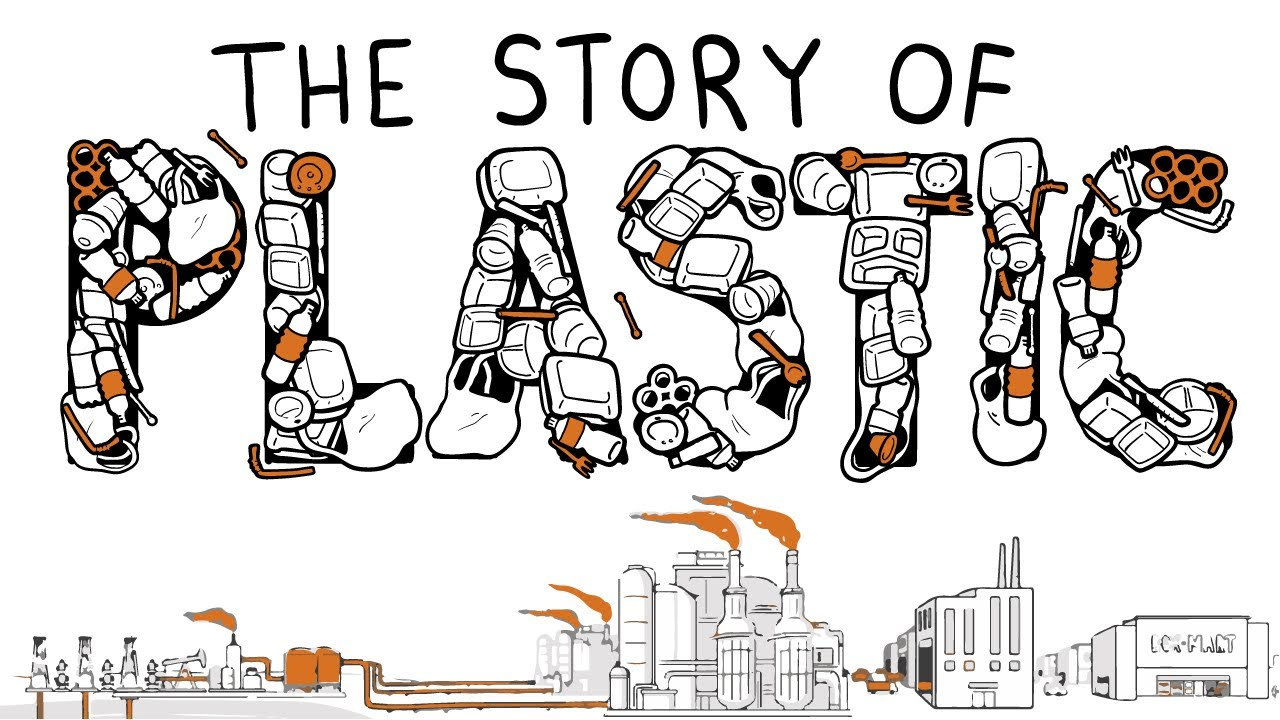 THE STORY OF
PLASTIC